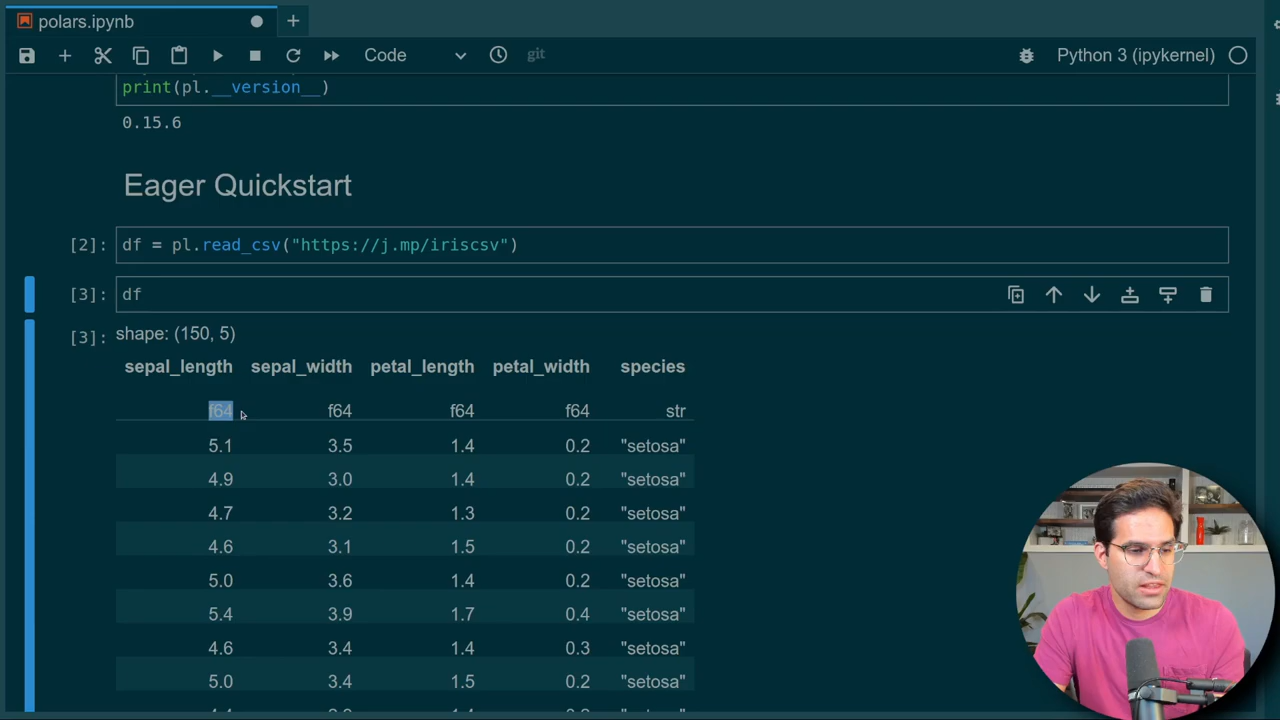 polars.ipynb
Code
git
Python 3 (ipykernel)
print(pl.__version__)
0.15.6
Eager Quickstart
[2]: df = pl.read_csv("https://j.mp/iriscsv")
[3]: df
[3]: shape: (150, 5)
sepal_length sepal_width petal_length petal_width species
f64 f64 f64 f64 str
5.1 3.5 1.4 0.2 "setosa"
4.9 3.0 1.4 0.2 "setosa"
4.7 3.2 1.3 0.2 "setosa"
4.6 3.1 1.5 0.2 "setosa"
5.0 3.6 1.4 0.2 "setosa"
5.4 3.9 1.7 0.4 "setosa"
4.6 3.4 1.4 0.3 "setosa"
5.0 3.4 1.5 0.2 "setosa"